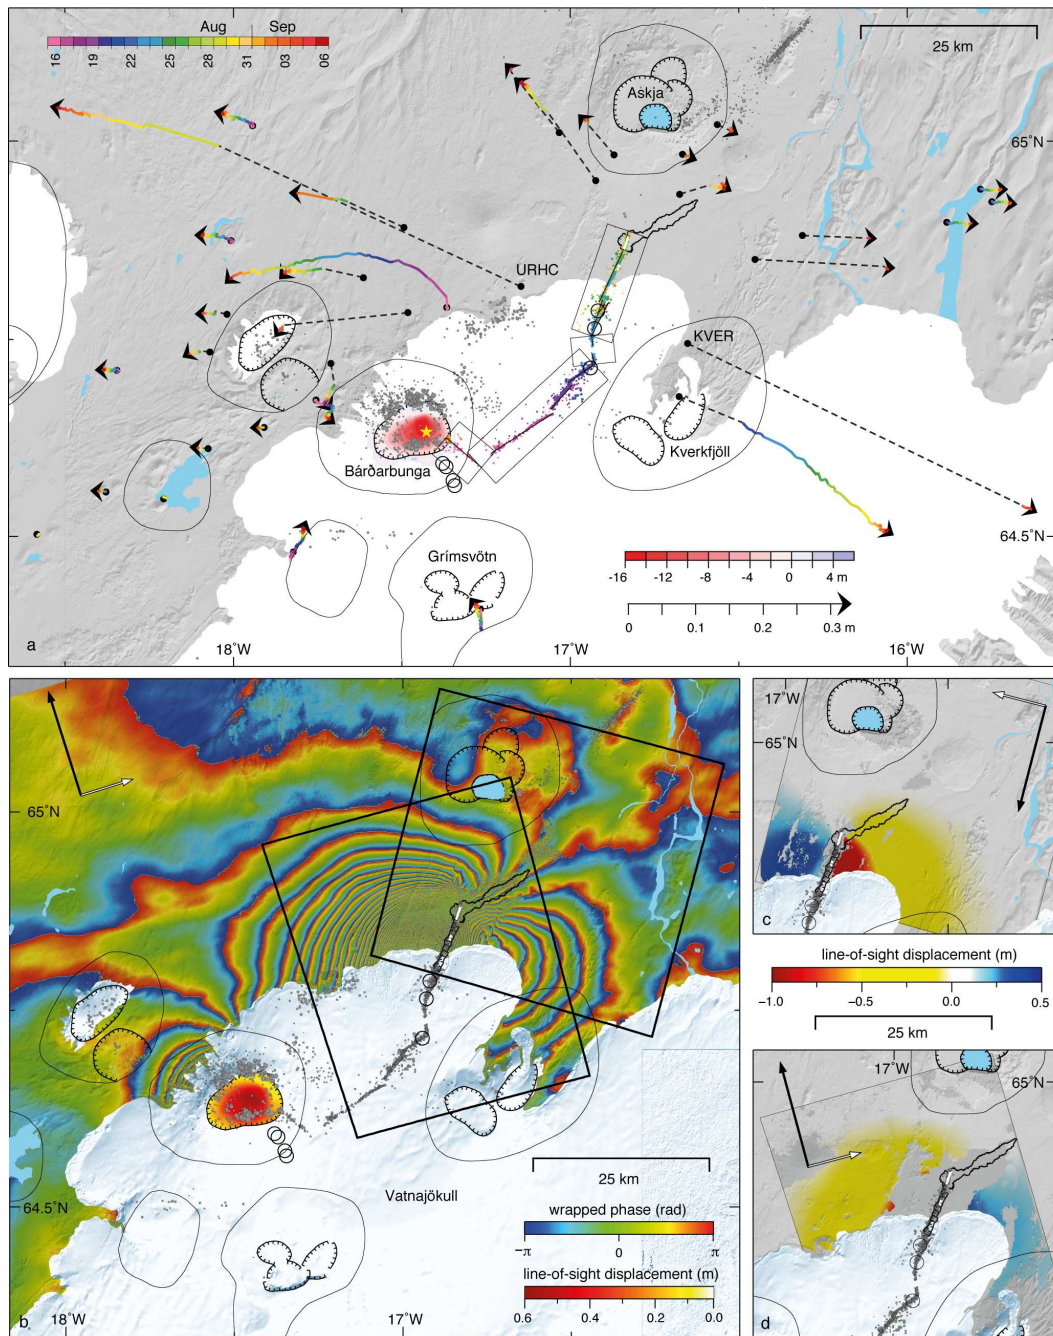 Aug Sep
16 19 22 25 28 31 03 06
25 km
Askja
65°N
URHC
KVER
Bárðarbunga
Kverkfjöll
64.5°N
Grímsvötn
-16 -12 -8 -4 0 4 m
0 0.1 0.2 0.3 m
a
18°W 17°W 16°W
65°N
Vatnajökull
25 km
64.5°N
wrapped phase (rad)
−π 0 π
line-of-sight displacement (m)
0.6 0.4 0.2 0.0
b
18°W 17°W
17°W
65°N
c
line-of-sight displacement (m)
−1.0 −0.5 0.0 0.5
25 km
17°W
65°N
64.5°N
d